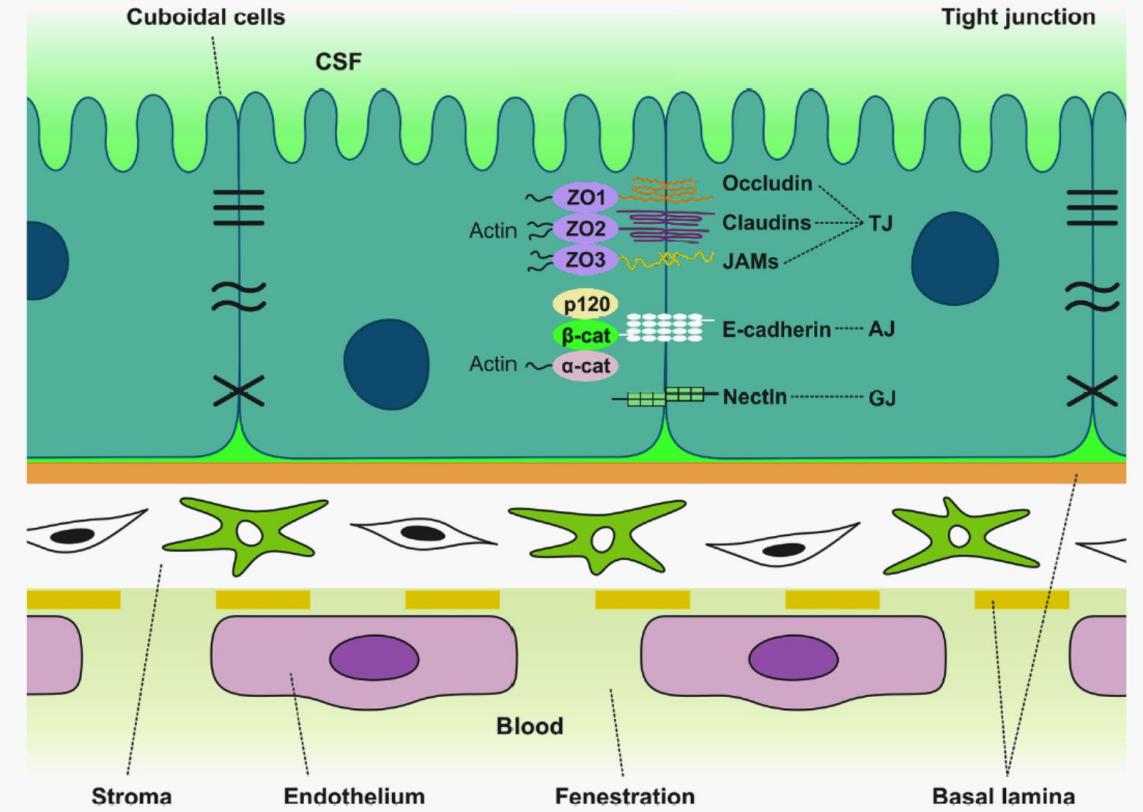 Cuboidal cells
Tight junction
CSF
Occludin
ZO1
Claudins
TJ
Actin
ZO2
JAMs
ZO3
p120
E-cadherin
AJ
β-cat
Actin
α-cat
NectIn
GJ
Blood
Stroma
Endothelium
Fenestration
Basal lamina